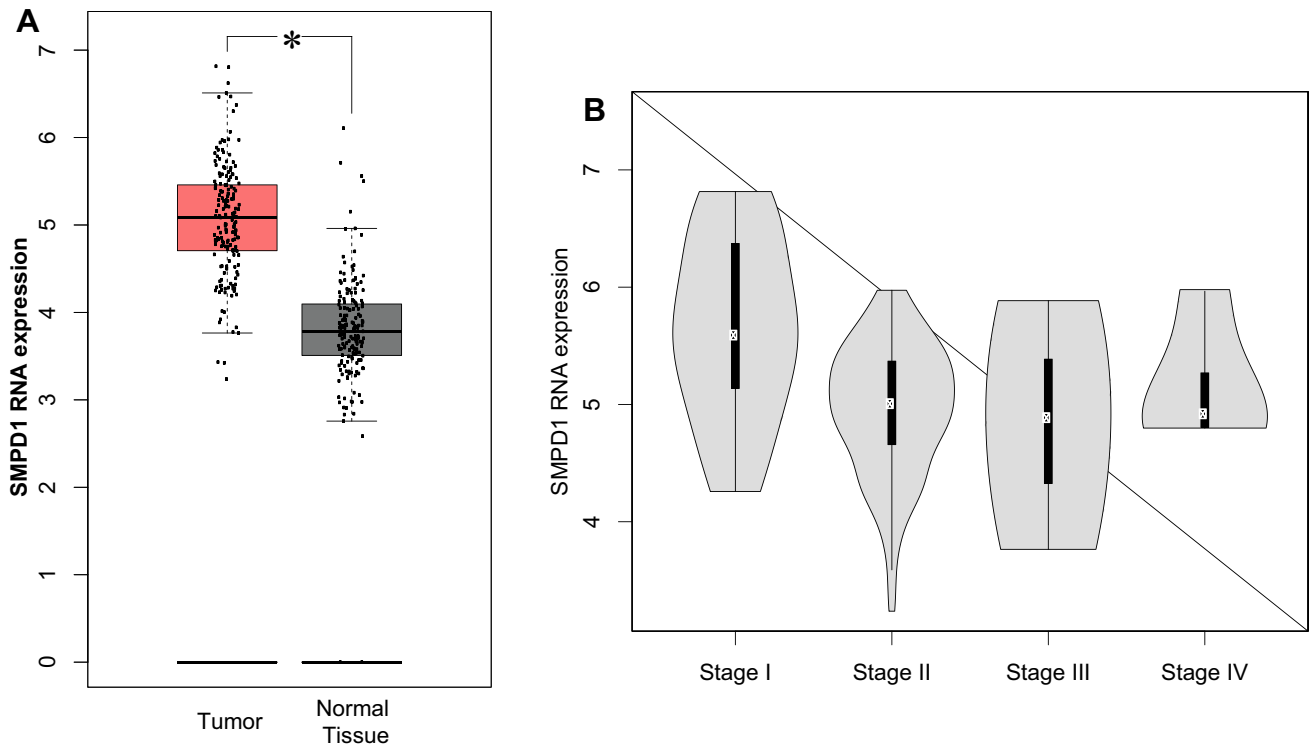 A
*
7
6
5
4
3
2
1
0
SMPD1 RNA expression
Tumor
Normal
Tissue
B
7
6
5
4
SMPD1 RNA expression
Stage I
Stage II
Stage III
Stage IV